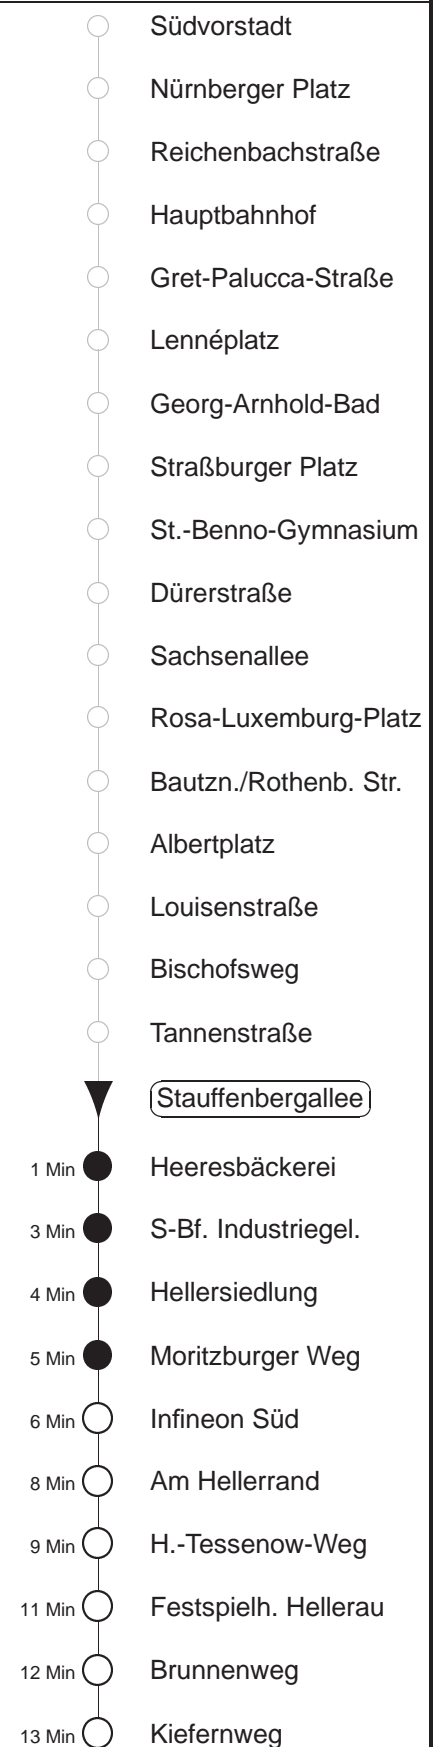 Südvorstadt
Nürnberger Platz
Reichenbachstraße
Hauptbahnhof
Gret-Palucca-Straße
Lennéplatz
Georg-Arnhold-Bad
Straßburger Platz
St.-Benno-Gymnasium
Dürerstraße
Sachsenallee
Rosa-Luxemburg-Platz
Bautzn./Rothenb. Str.
Albertplatz
Louisenstraße
Bischofsweg
Tannenstraße
Stauffenbergallee
1 Min Heeresbäckerei
3 Min S-Bf. Industriegel.
4 Min Hellersiedlung
5 Min Moritzburger Weg
6 Min Infineon Süd
8 Min Am Hellerrand
9 Min H.-Tessenow-Weg
11 Min Festspielh. Hellerau
12 Min Brunnenweg
13 Min Kiefernweg